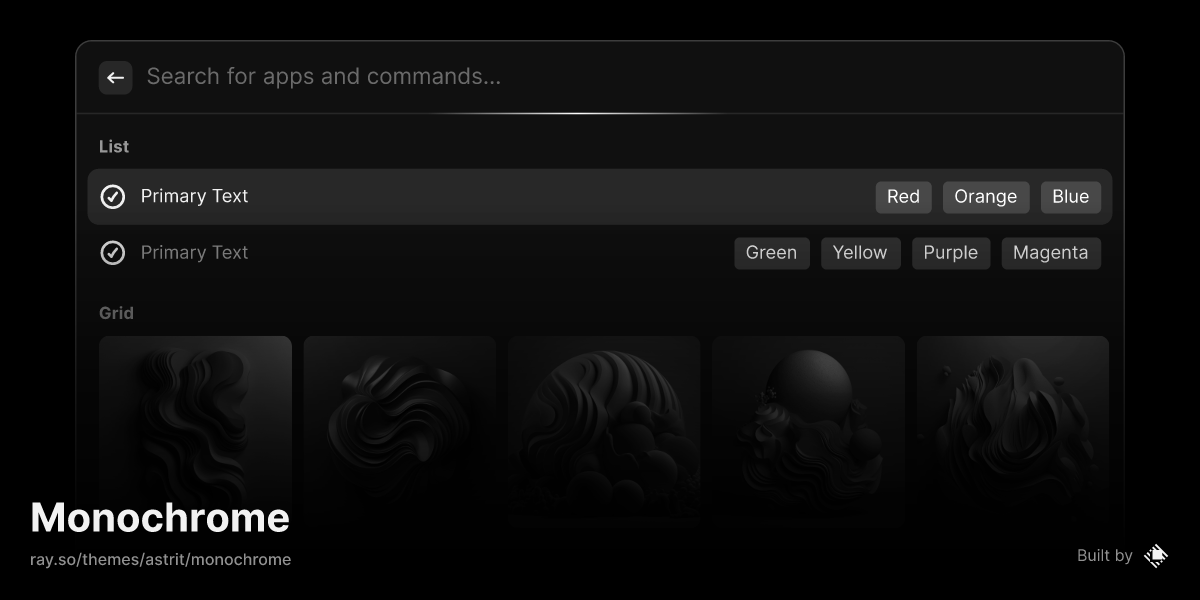 Search for apps and commands...
List
Primary Text Red Orange Blue
Primary Text Green Yellow Purple Magenta
Grid
Monochrome
ray.so/themes/astrit/monochrome
Built by